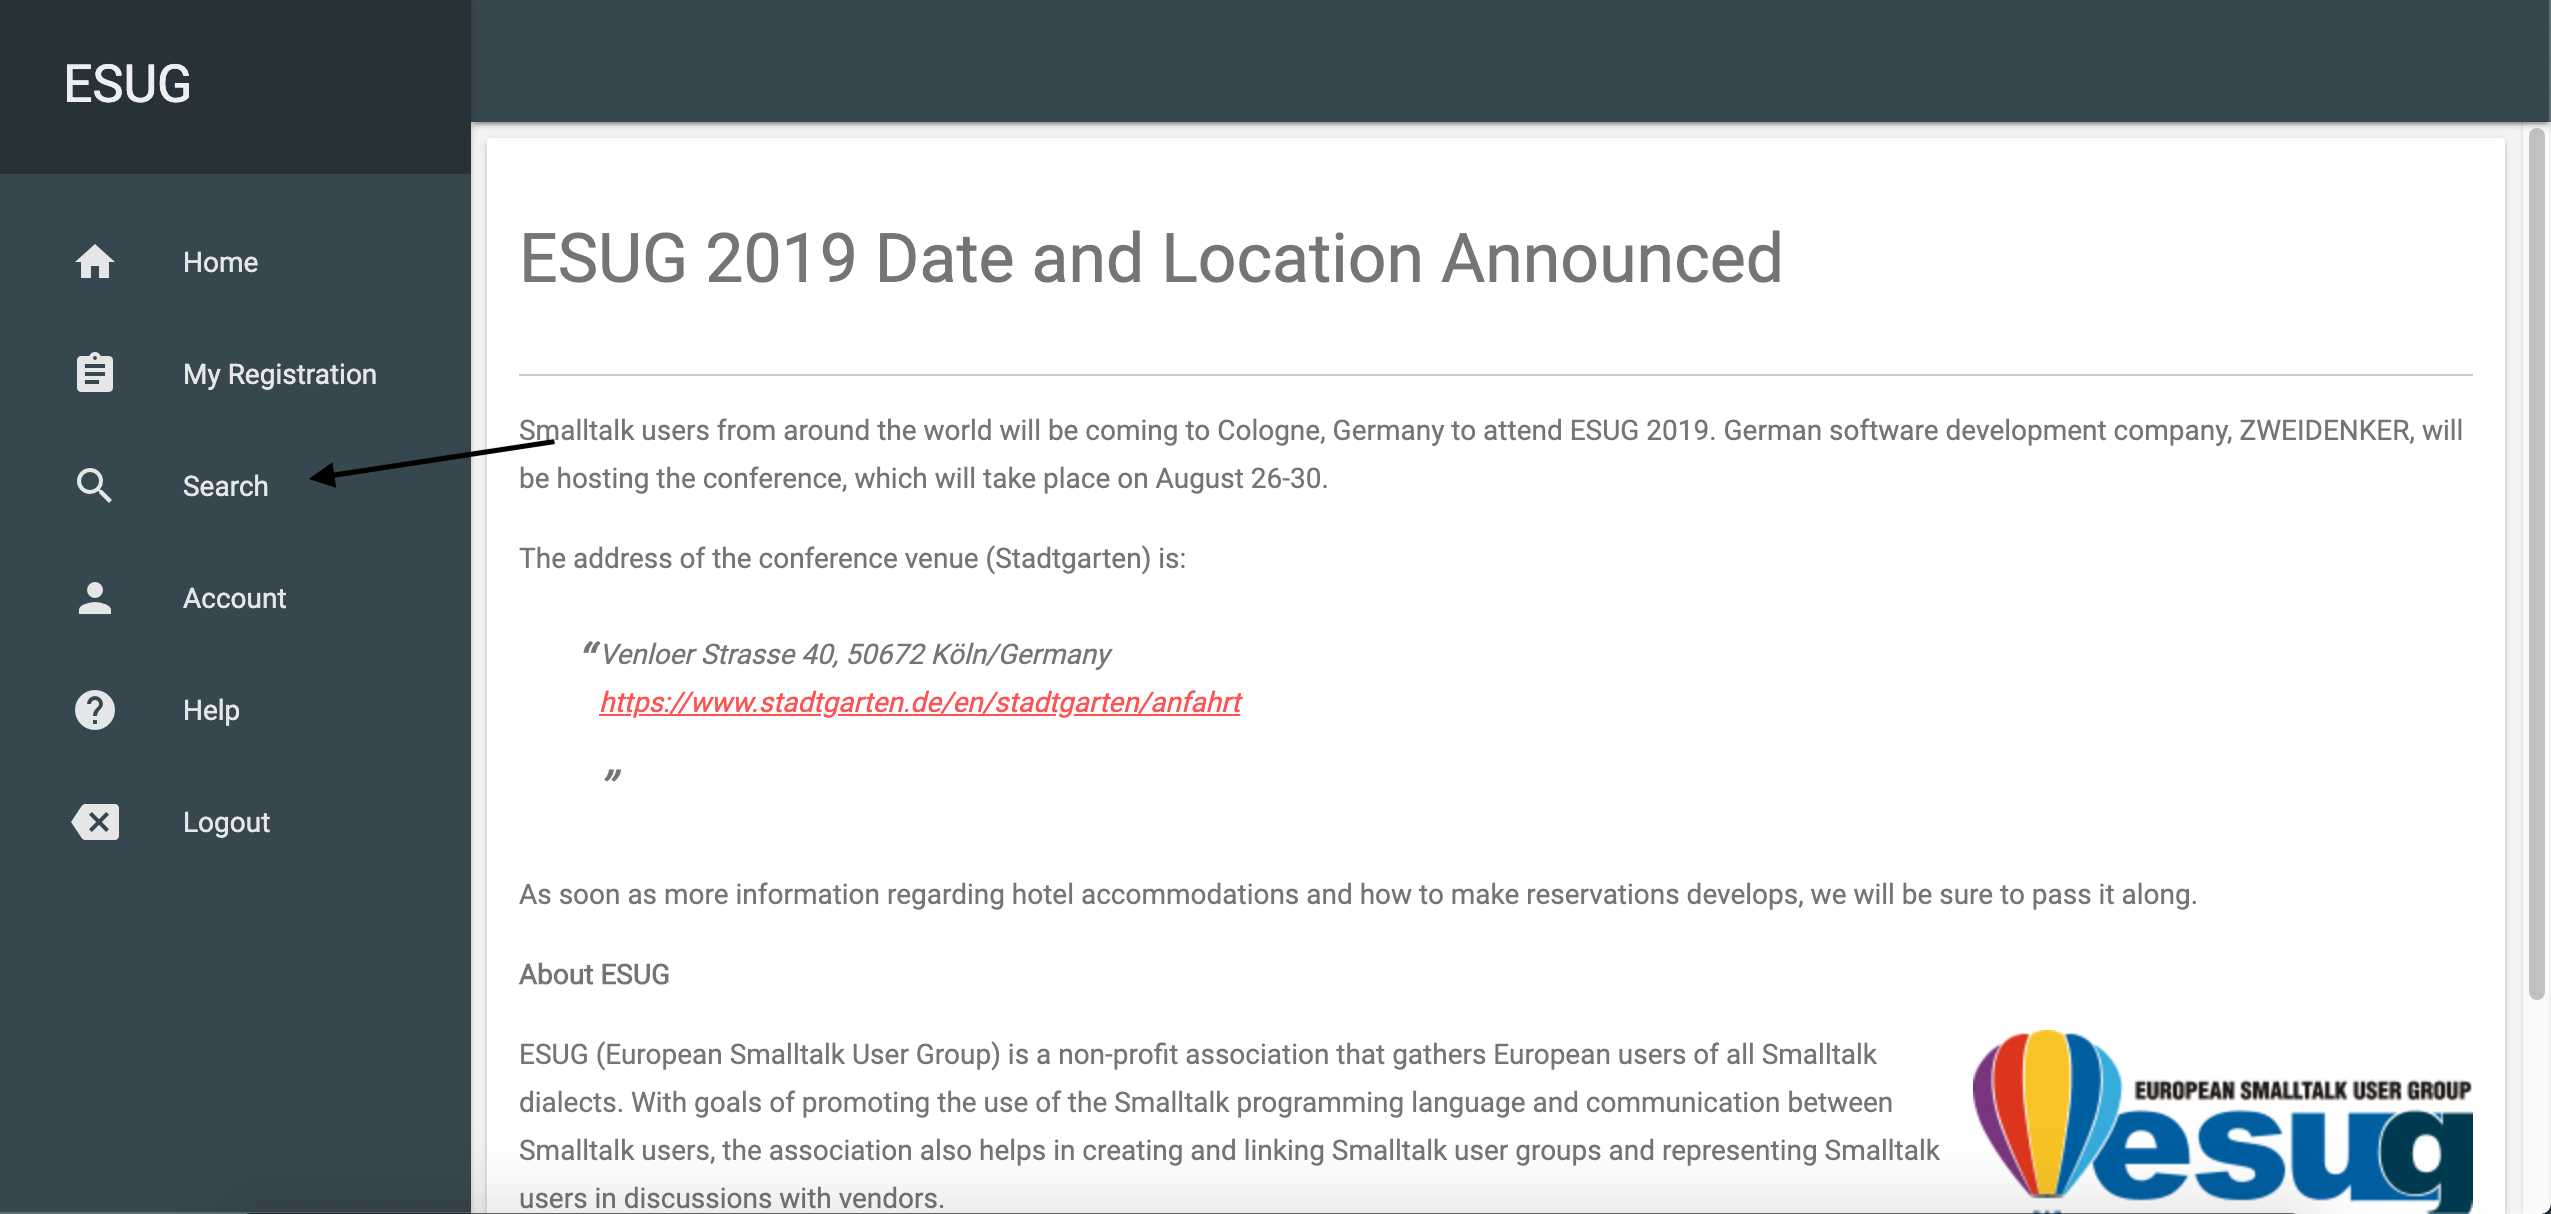 ESUG
Home
My Registration
Search
Account
Help
Logout
ESUG 2019 Date and Location Announced
Smalltalk users from around the world will be coming to Cologne, Germany to attend ESUG 2019. German software development company, ZWEIDENKER, will
be hosting the conference, which will take place on August 26-30.
The address of the conference venue (Stadtgarten) is:
“Venloer Strasse 40, 50672 Köln/Germany
https://www.stadtgarten.de/en/stadtgarten/anfahrt
”
As soon as more information regarding hotel accommodations and how to make reservations develops, we will be sure to pass it along.
About ESUG
ESUG (European Smalltalk User Group) is a non-profit association that gathers European users of all Smalltalk
dialects. With goals of promoting the use of the Smalltalk programming language and communication between
Smalltalk users, the association also helps in creating and linking Smalltalk user groups and representing Smalltalk
users in discussions with vendors.
EUROPEAN SMALLTALK USER GROUP
esug